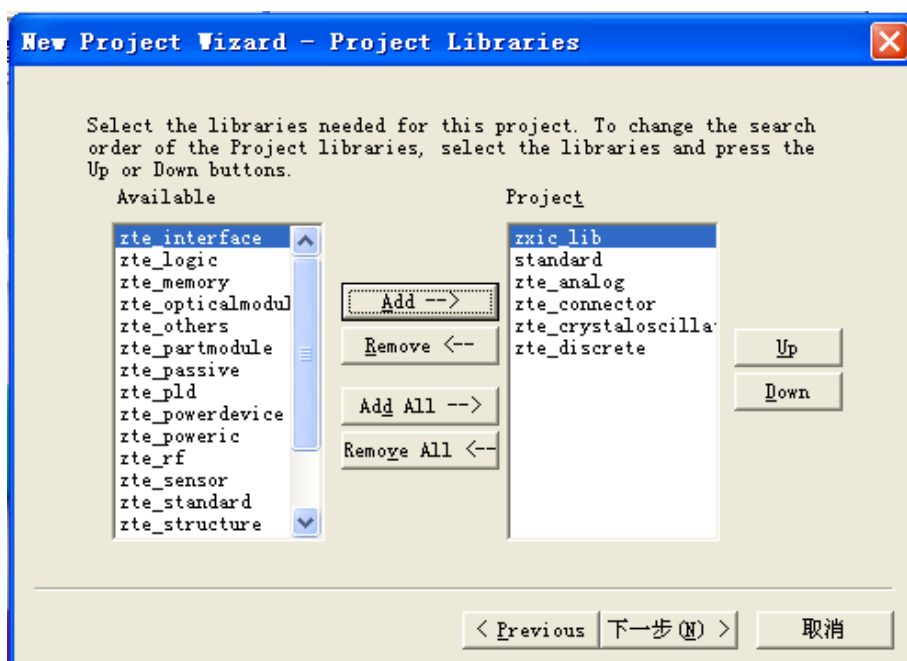 New Project Wizard - Project Libraries
Select the libraries needed for this project. To change the search
order of the Project libraries, select the libraries and press the
Up or Down buttons.
Available
Project
zte_interface
zte_logic
zte_memory
zte_opticalmodul
zte_others
zte_partmodule
zte_passive
zte_pld
zte_powerdevice
zte_poweric
zte_rf
zte_sensor
zte_standard
zte_structure
Add -->
Remove <--
Add All -->
Remove All <--
zxic_lib
standard
zte_analog
zte_connector
zte_crystaloscilla
zte_discrete
Up
Down
< Previous
下一步(N) >
取消